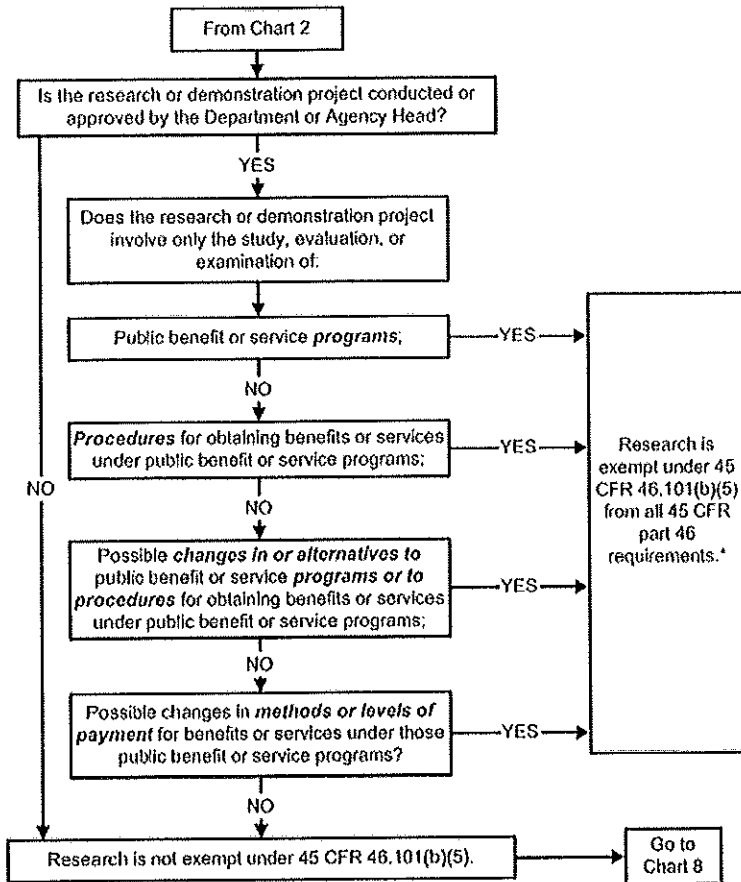 From Chart 2
Is the research or demonstration project conducted or
approved by the Department or Agency Head?
YES
Does the research or demonstration project
involve only the study, evaluation, or
examination of:
Public benefit or service programs;
YES
NO
Procedures for obtaining benefits or services
under public benefit or service programs;
YES
NO
NO
Possible changes in or alternatives to
public benefit or service programs or to
procedures for obtaining benefits or services
under public benefit or service programs;
YES
NO
Possible changes in methods or levels of
payment for benefits or services under those
public benefit or service programs?
YES
Research is
exempt under 45
CFR 46.101(b)(5)
from all 45 CFR
part 46
requirements.*
NO
Research is not exempt under 45 CFR 46.101(b)(5).
Go to
Chart 8